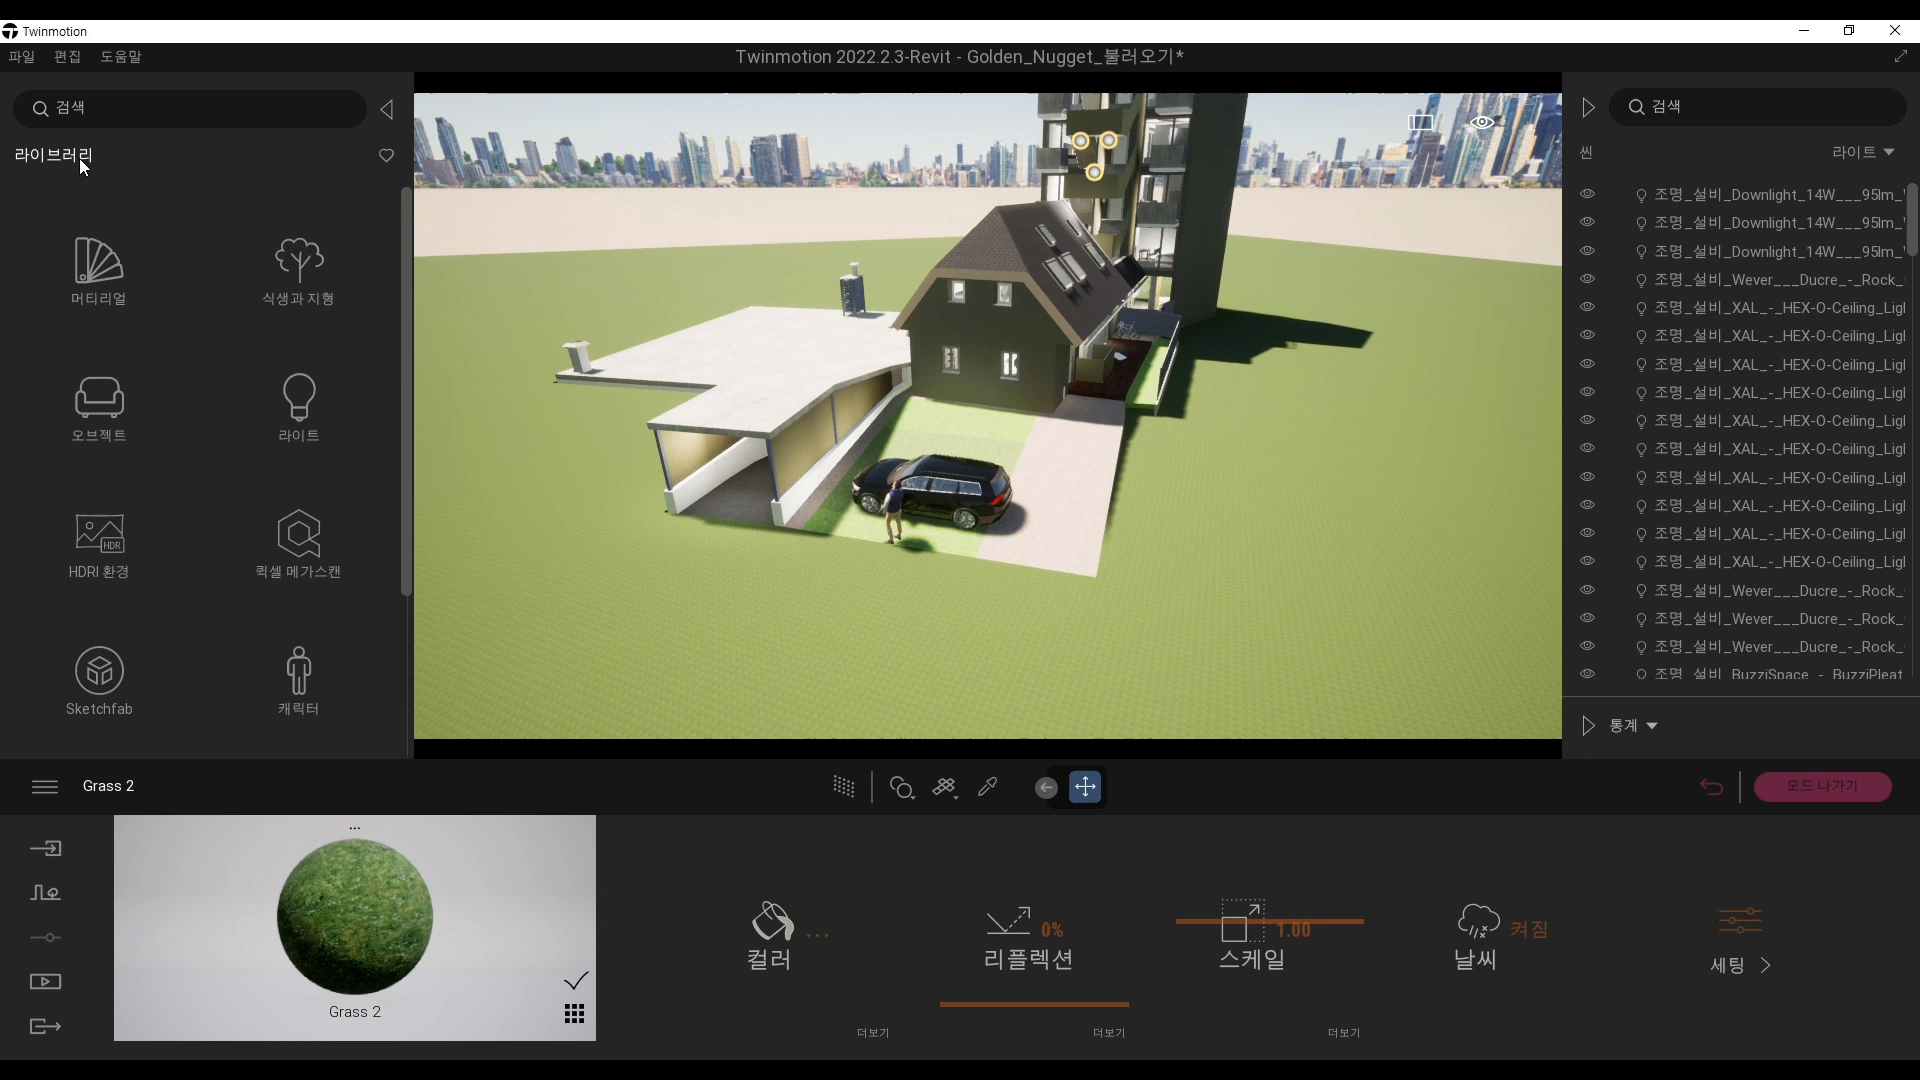 Twinmotion
파일 편집 도움말
Twinmotion 2022.2.3-Revit - Golden_Nugget_불러오기*
검색
라이브러리
머티리얼
식생과 지형
오브젝트
라이트
HDR
HDRI 환경
퀵셀 메가스캔
Sketchfab
캐릭터
검색
씬
라이트
조명_설비_Downlight_14W___95lm_
조명_설비_Downlight_14W___95lm_
조명_설비_Downlight_14W___95lm_
조명_설비_Wever___Ducre_-_Rock_
조명_설비_XAL_-_HEX-O-Ceiling_Ligl
조명_설비_XAL_-_HEX-O-Ceiling_Ligl
조명_설비_XAL_-_HEX-O-Ceiling_Ligl
조명_설비_XAL_-_HEX-O-Ceiling_Ligl
조명_설비_XAL_-_HEX-O-Ceiling_Ligl
조명_설비_XAL_-_HEX-O-Ceiling_Ligl
조명_설비_XAL_-_HEX-O-Ceiling_Ligl
조명_설비_XAL_-_HEX-O-Ceiling_Ligl
조명_설비_XAL_-_HEX-O-Ceiling_Ligl
조명_설비_XAL_-_HEX-O-Ceiling_Ligl
조명_설비_Wever___Ducre_-_Rock_
조명_설비_Wever___Ducre_-_Rock_
조명_설비_Wever___Ducre_-_Rock_
조명_설비_BuzziSpace_-_BuzziPleat
통계
Grass 2
모드 나가기
...
Grass 2
컬러 ...
더보기
리플렉션 0%
더보기
스케일 1.00
더보기
날씨 켜짐
세팅